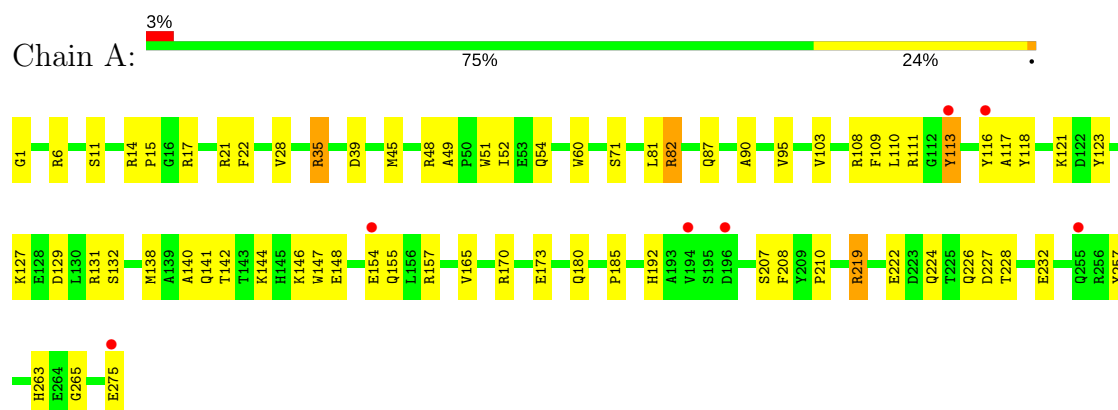 3%
Chain A:
75% 24% •
G1 R6 S11 R14 P15 G16 R17 R21 F22 V28 R35 D39 M45 R48 A49 P50 W51 I52 E53 Q54 W60 S71 L81 R82 Q87 A90 V95 V103 R108 F109 L110 R111 G112 Y113 Y116 A117 Y118 K121 D122 Y123
K127 E128 D129 L130 R131 S132 M138 A139 A140 Q141 T142 T143 K144 H145 K146 W147 E148 E154 Q155 L156 R157 V165 R170 E173 Q180 P185 H192 A193 V194 S195 D196 S207 F208 Y209 P210 R219 E222 D223 Q224 T225 Q226 D227 T228 E232 Q255 R256 Y257
H263 E264 G265 E275